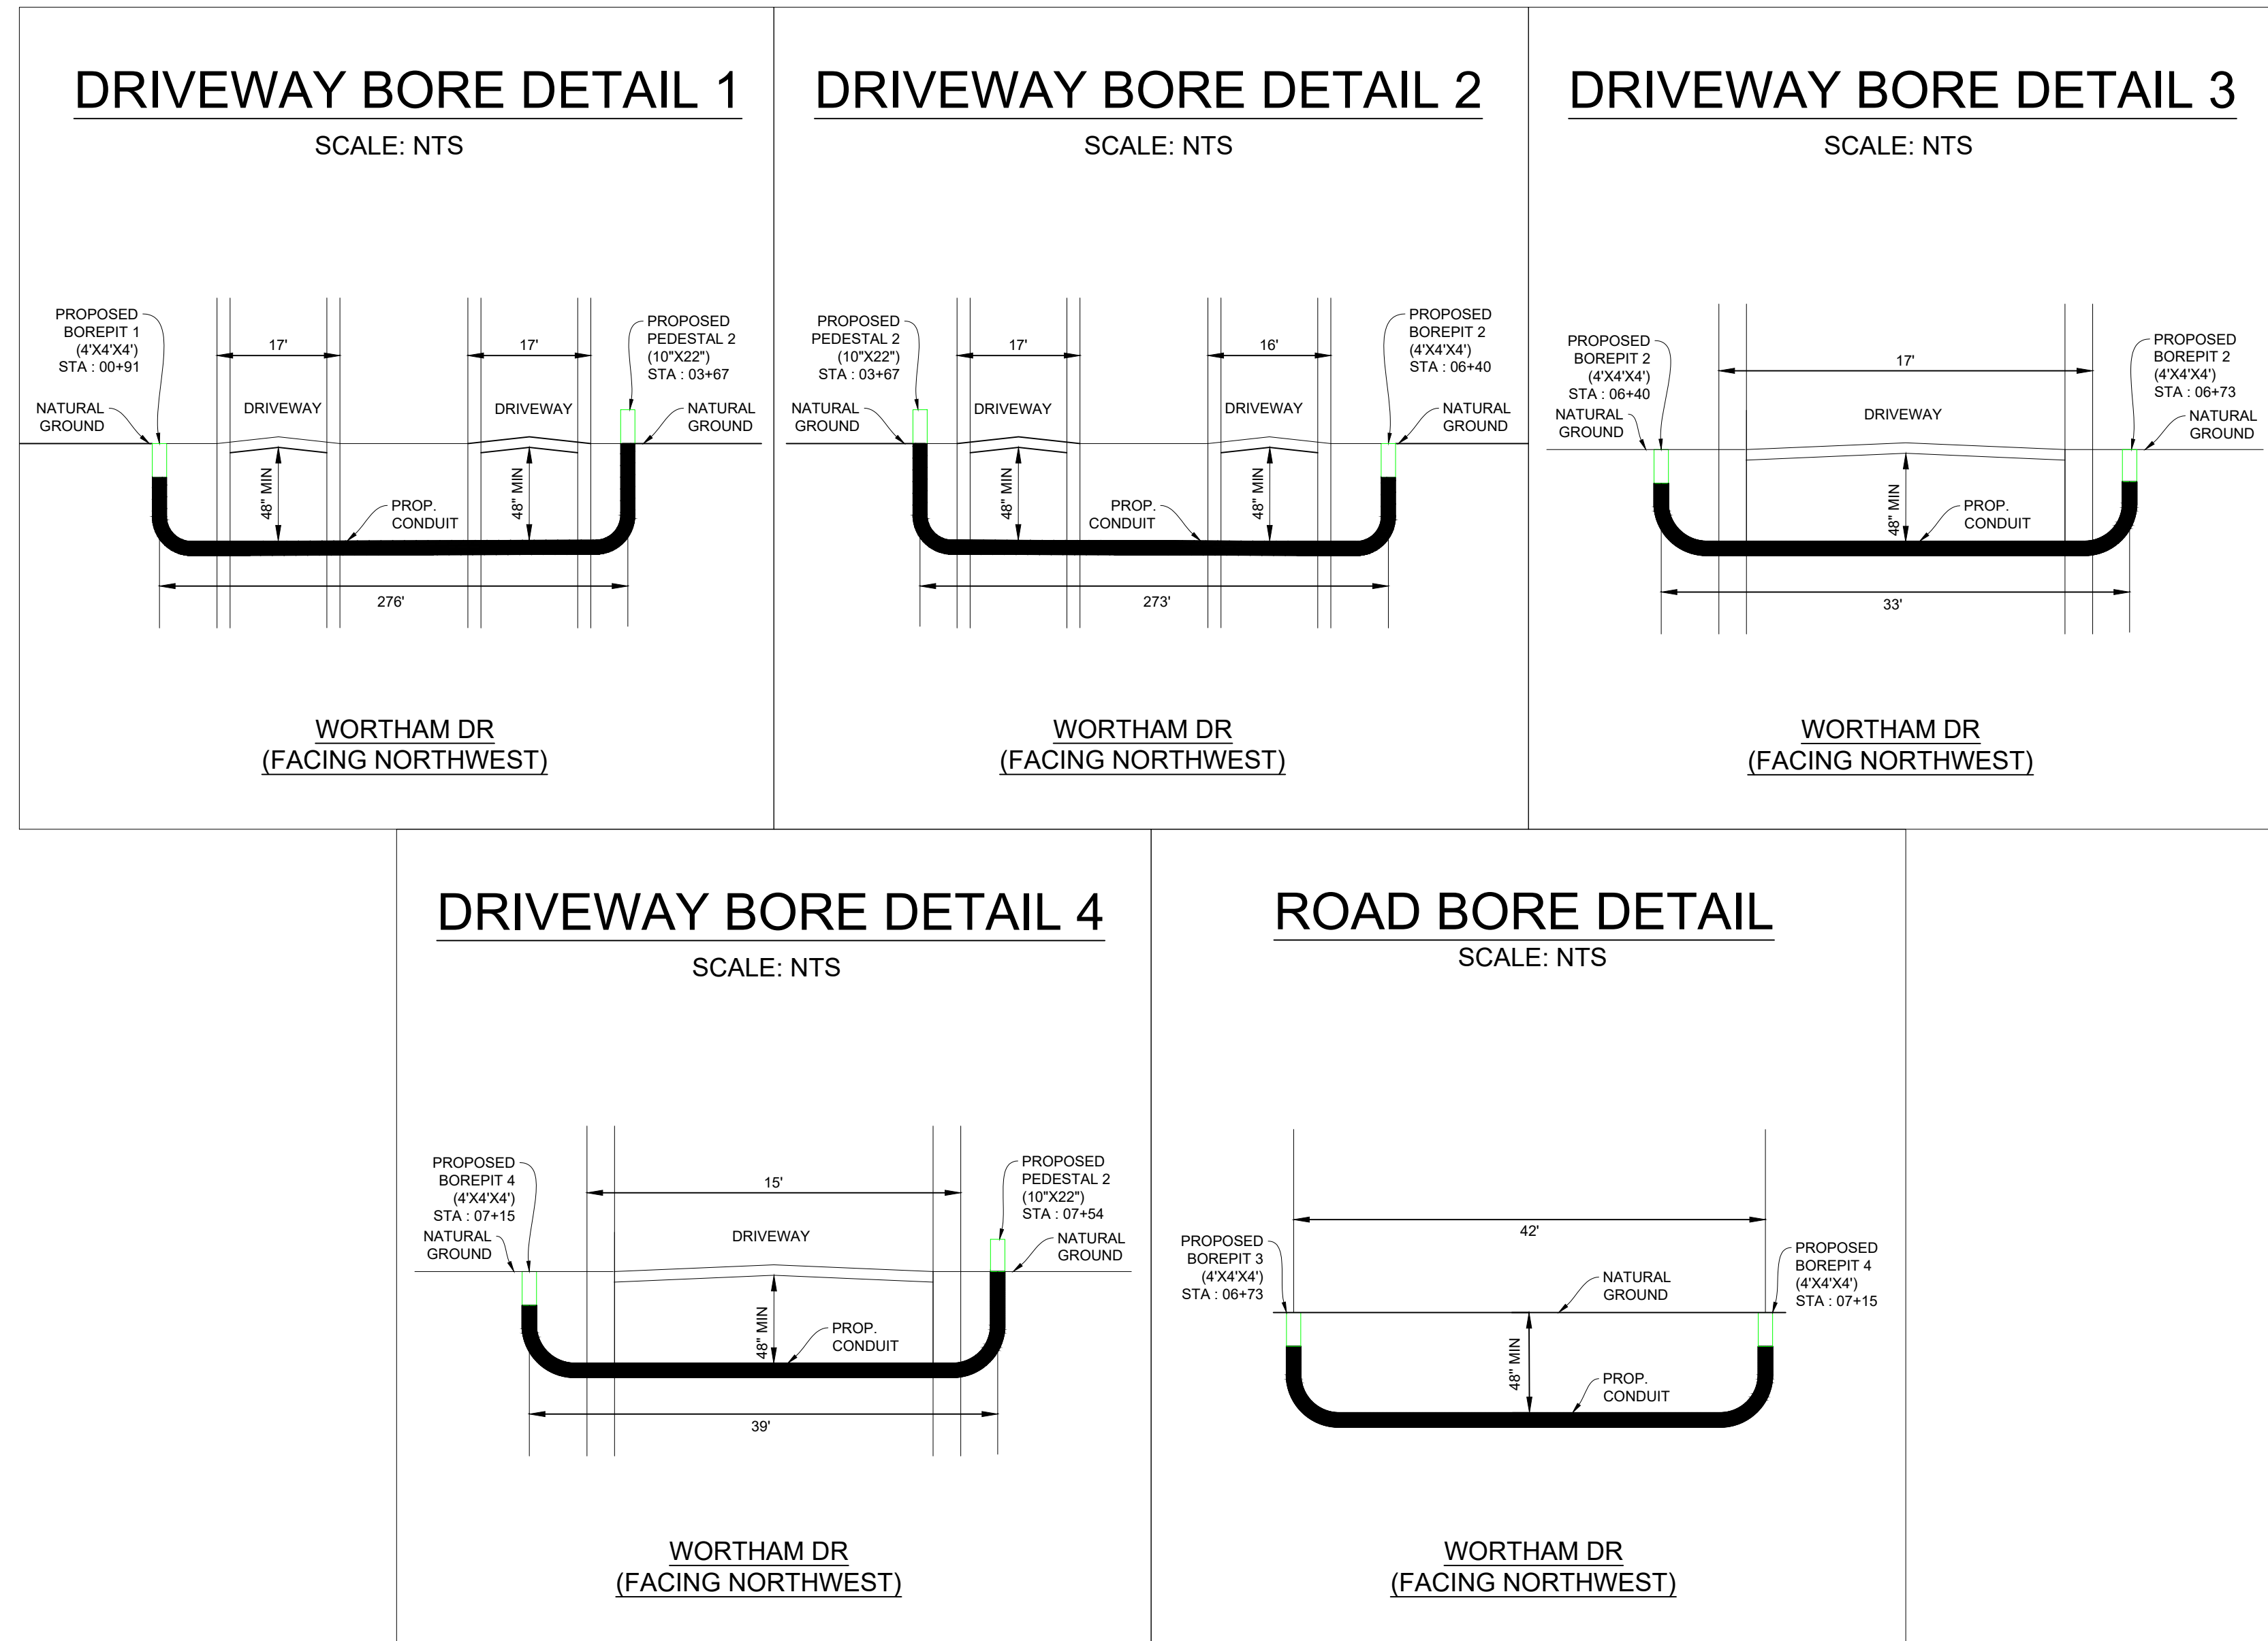 DRIVEWAY BORE DETAIL 1
SCALE: NTS
PROPOSED
BOREPIT 1
(4'X4'X4')
STA : 00+91
17'
17'
PROPOSED
PEDESTAL 2
(10"X22")
STA : 03+67
NATURAL
GROUND
DRIVEWAY
DRIVEWAY
NATURAL
GROUND
48" MIN
48" MIN
PROP.
CONDUIT
276'
WORTHAM DR
(FACING NORTHWEST)
DRIVEWAY BORE DETAIL 2
SCALE: NTS
PROPOSED
PEDESTAL 2
(10"X22")
STA : 03+67
17'
16'
PROPOSED
BOREPIT 2
(4'X4'X4')
STA : 06+40
NATURAL
GROUND
DRIVEWAY
DRIVEWAY
NATURAL
GROUND
48" MIN
48" MIN
PROP.
CONDUIT
273'
WORTHAM DR
(FACING NORTHWEST)
DRIVEWAY BORE DETAIL 3
SCALE: NTS
PROPOSED
BOREPIT 2
(4'X4'X4')
STA : 06+40
17'
PROPOSED
BOREPIT 2
(4'X4'X4')
STA : 06+73
NATURAL
GROUND
DRIVEWAY
NATURAL
GROUND
48" MIN
PROP.
CONDUIT
33'
WORTHAM DR
(FACING NORTHWEST)
DRIVEWAY BORE DETAIL 4
SCALE: NTS
PROPOSED
BOREPIT 4
(4'X4'X4')
STA : 07+15
15'
PROPOSED
PEDESTAL 2
(10"X22")
STA : 07+54
NATURAL
GROUND
DRIVEWAY
NATURAL
GROUND
48" MIN
PROP.
CONDUIT
39'
WORTHAM DR
(FACING NORTHWEST)
ROAD BORE DETAIL
SCALE: NTS
42'
PROPOSED
BOREPIT 3
(4'X4'X4')
STA : 06+73
NATURAL
GROUND
PROPOSED
BOREPIT 4
(4'X4'X4')
STA : 07+15
48" MIN
PROP.
CONDUIT
WORTHAM DR
(FACING NORTHWEST)